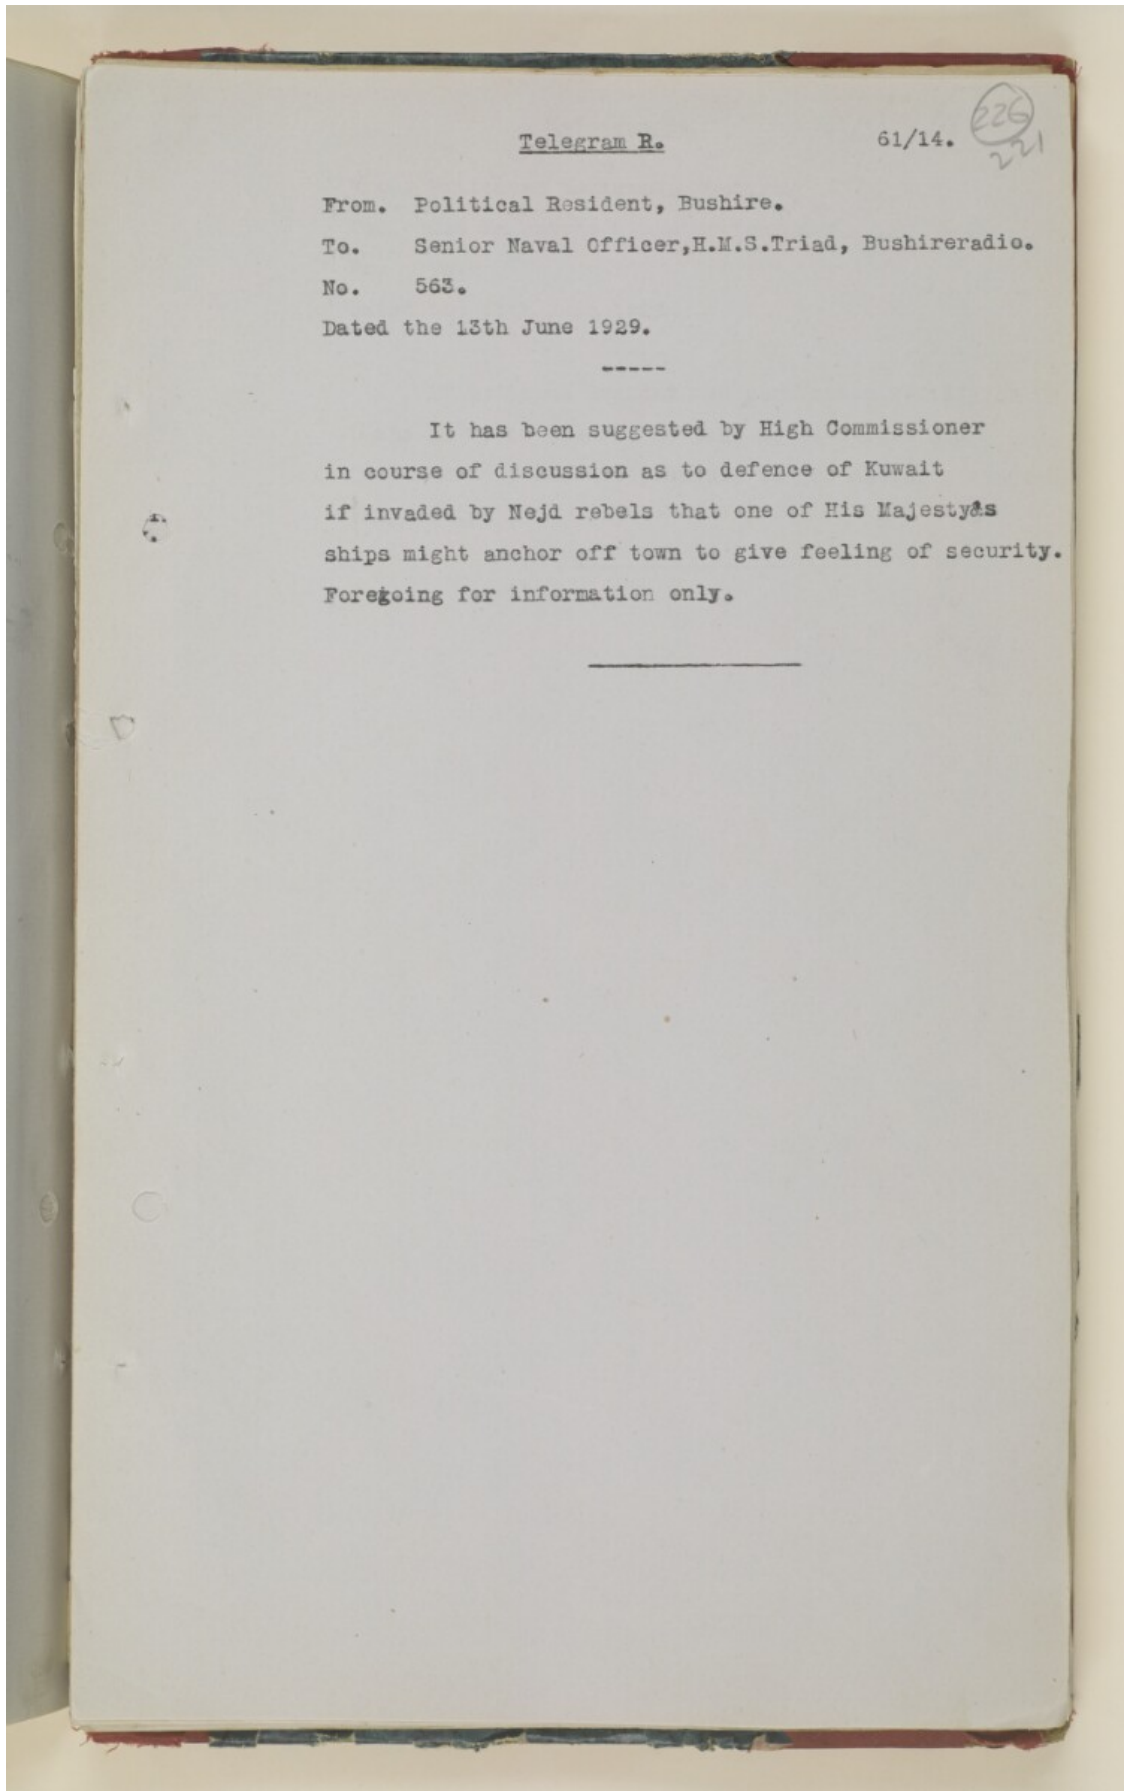 Telegram R.
61/14.
226
221
From. Political Resident, Bushire.
To. Senior Naval Officer,H.M.S.Triad, Bushireradio.
No. 563.
Dated the 13th June 1929.
-----
It has been suggested by High Commissioner
in course of discussion as to defence of Kuwait
if invaded by Nejd rebels that one of His Majesty's
ships might anchor off town to give feeling of security.
Foregoing for information only.